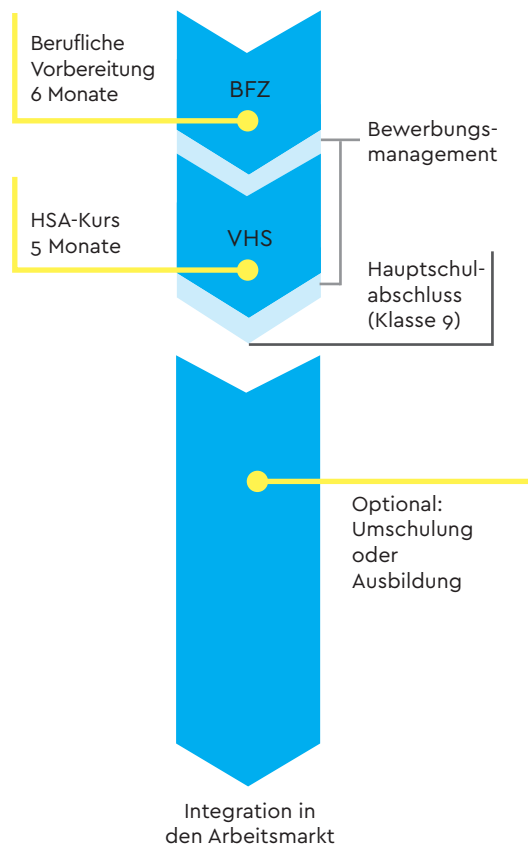 Berufliche
Vorbereitung
6 Monate
BFZ
Bewerbungs-
management
HSA-Kurs
5 Monate
VHS
Hauptschul-
abschluss
(Klasse 9)
Optional:
Umschulung
oder
Ausbildung
Integration in
den Arbeitsmarkt